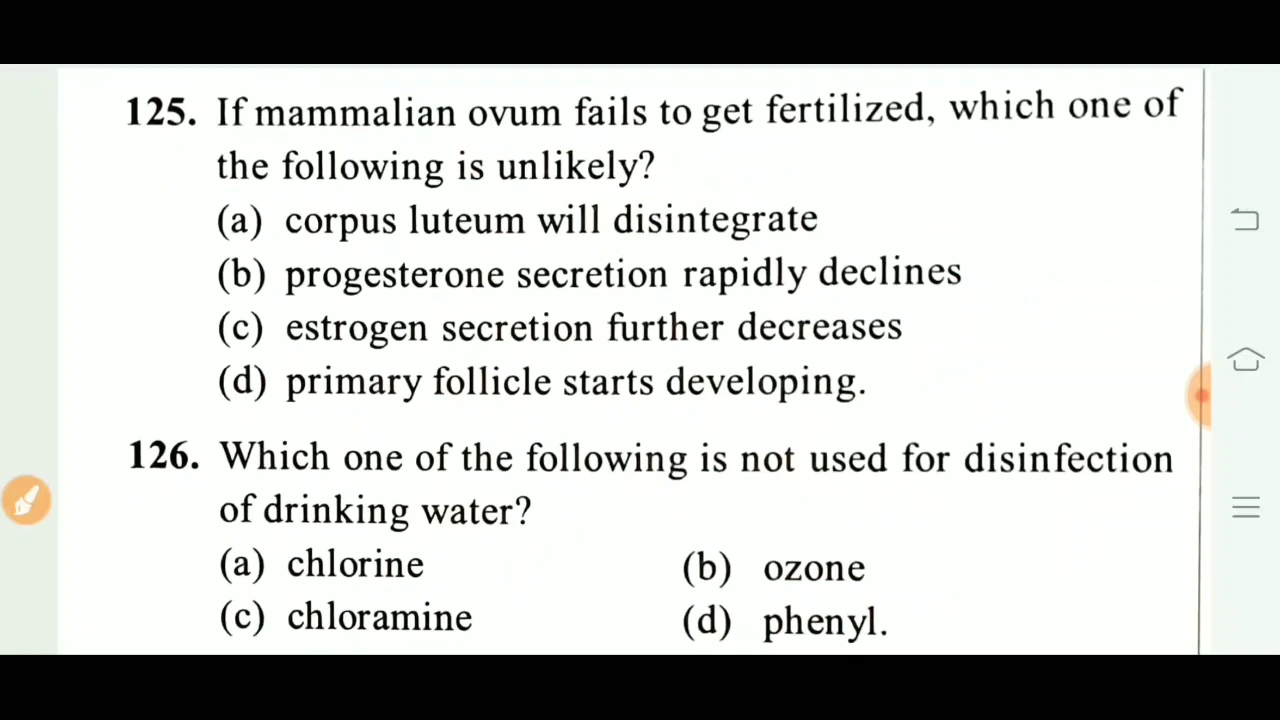 125. If mammalian ovum fails to get fertilized, which one of
the following is unlikely?
(a) corpus luteum will disintegrate
(b) progesterone secretion rapidly declines
(c) estrogen secretion further decreases
(d) primary follicle starts developing.
126. Which one of the following is not used for disinfection
of drinking water?
(a) chlorine (b) ozone
(c) chloramine (d) phenyl.